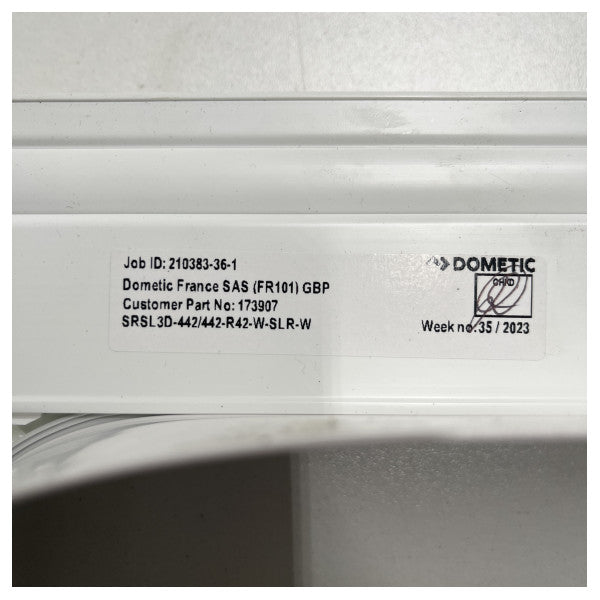 Job ID: 210383-36-1
Dometic France SAS (FR101) GBP
Customer Part No: 173907
SRSL3D-442/442-R42-W-SLR-W
DOMETIC
Week no: 35 / 2023